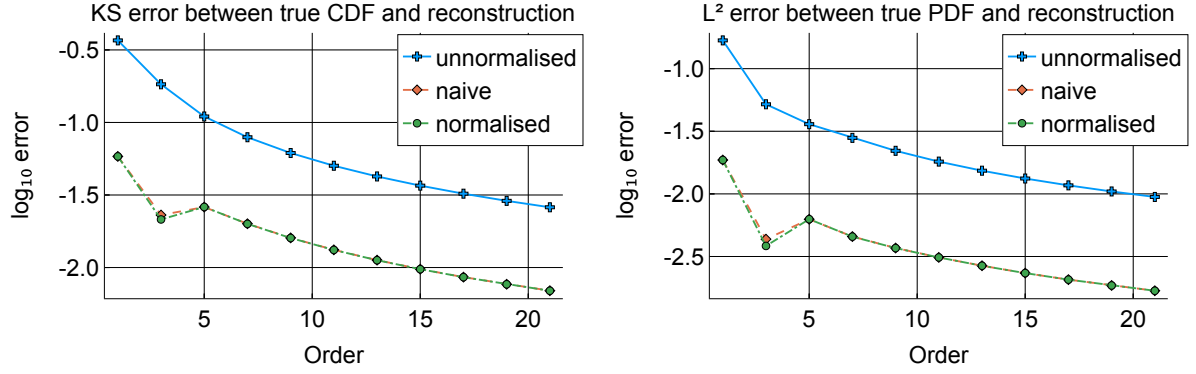 KS error between true CDF and reconstruction
log₁₀ error
-0.5
-1.0
-1.5
-2.0
5
10
15
20
Order
unnormalised
naive
normalised
L² error between true PDF and reconstruction
log₁₀ error
-1.0
-1.5
-2.0
-2.5
5
10
15
20
Order
unnormalised
naive
normalised